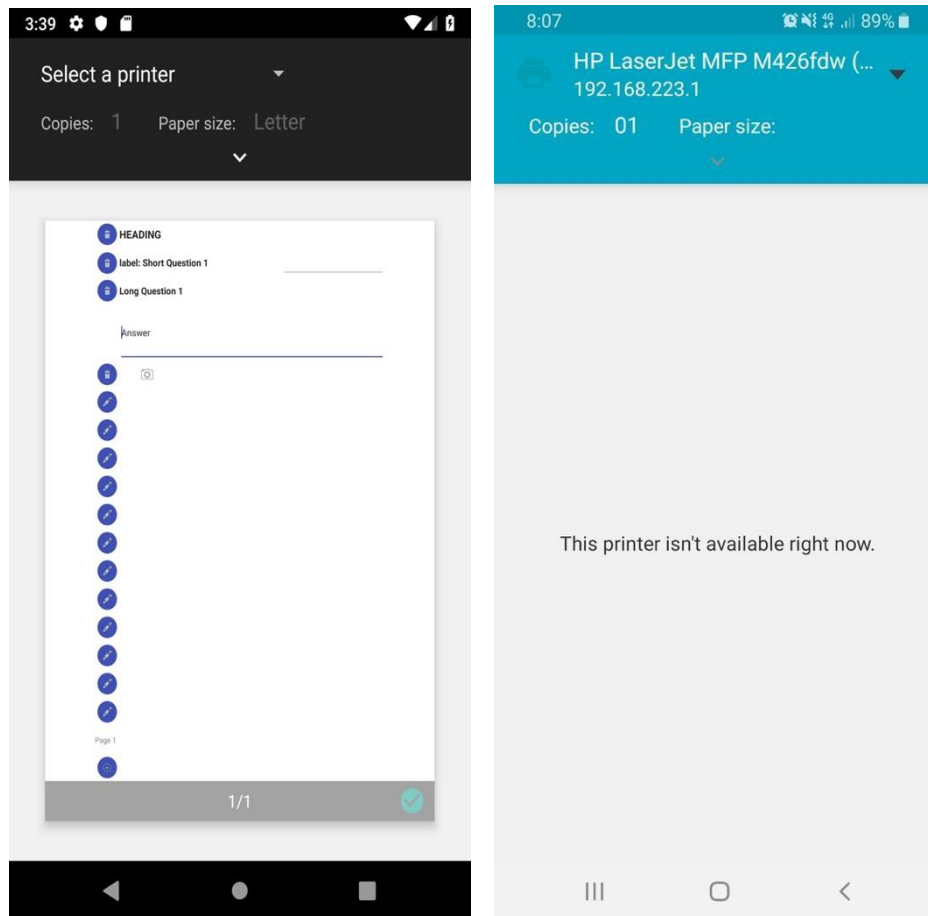 3:39
Select a printer
Copies: 1 Paper size: Letter
HEADING
label: Short Question 1
Long Question 1
Answer
Page 1
1/1
8:07 4G 89%
HP LaserJet MFP M426fdw (...
192.168.223.1
Copies: 01 Paper size:
This printer isn't available right now.